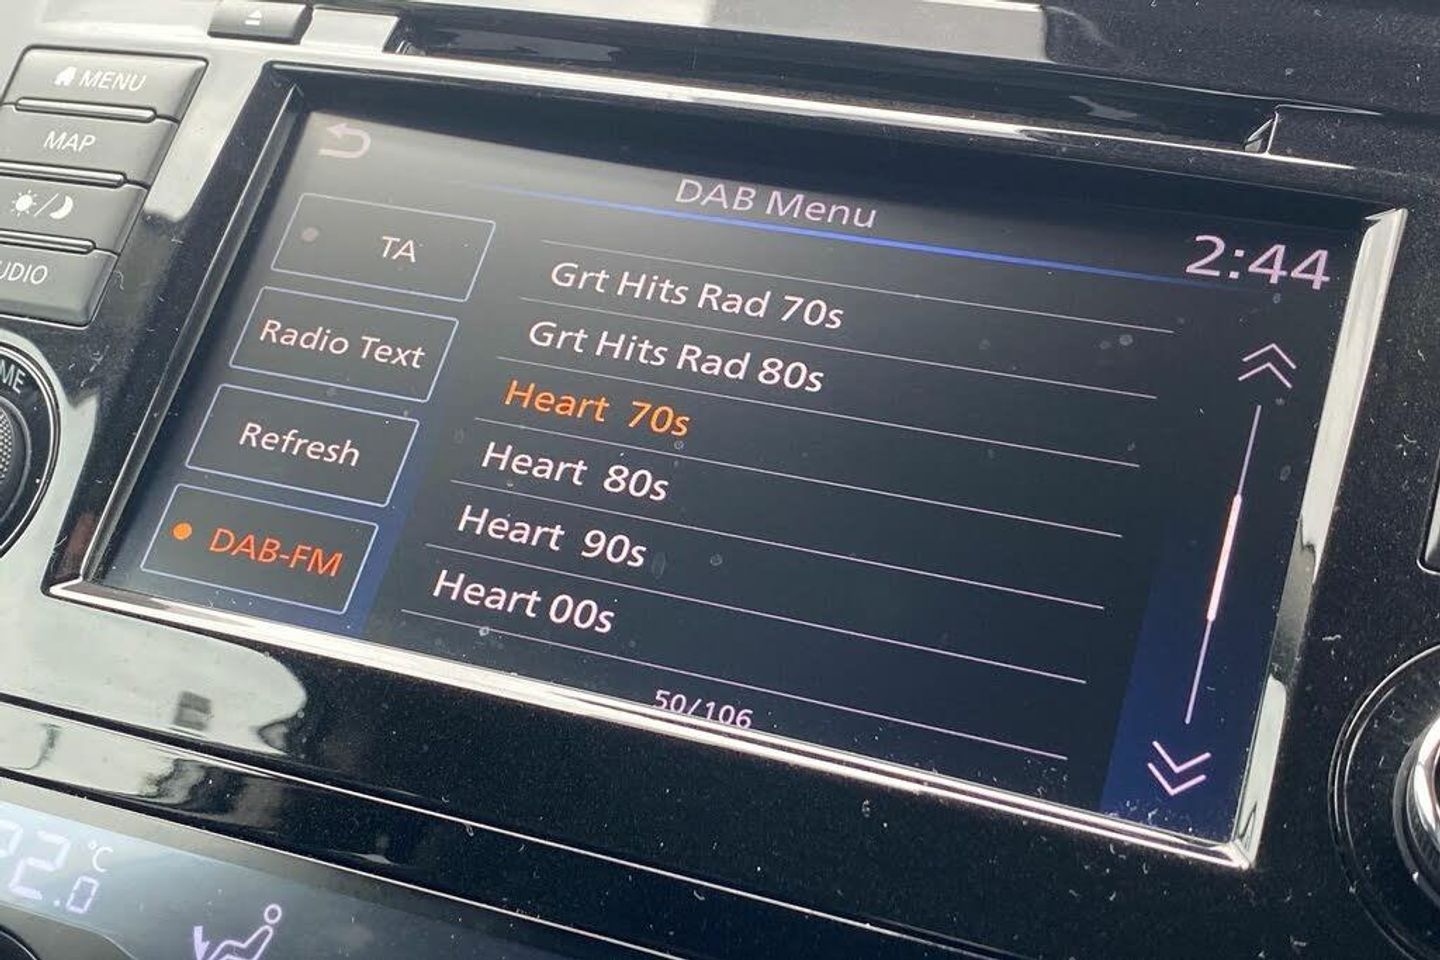 MENU
MAP
DAB Menu
2:44
TA
Radio Text
Refresh
DAB-FM
Grt Hits Rad 70s
Grt Hits Rad 80s
Heart 70s
Heart 80s
Heart 90s
Heart 00s
50/106
°C